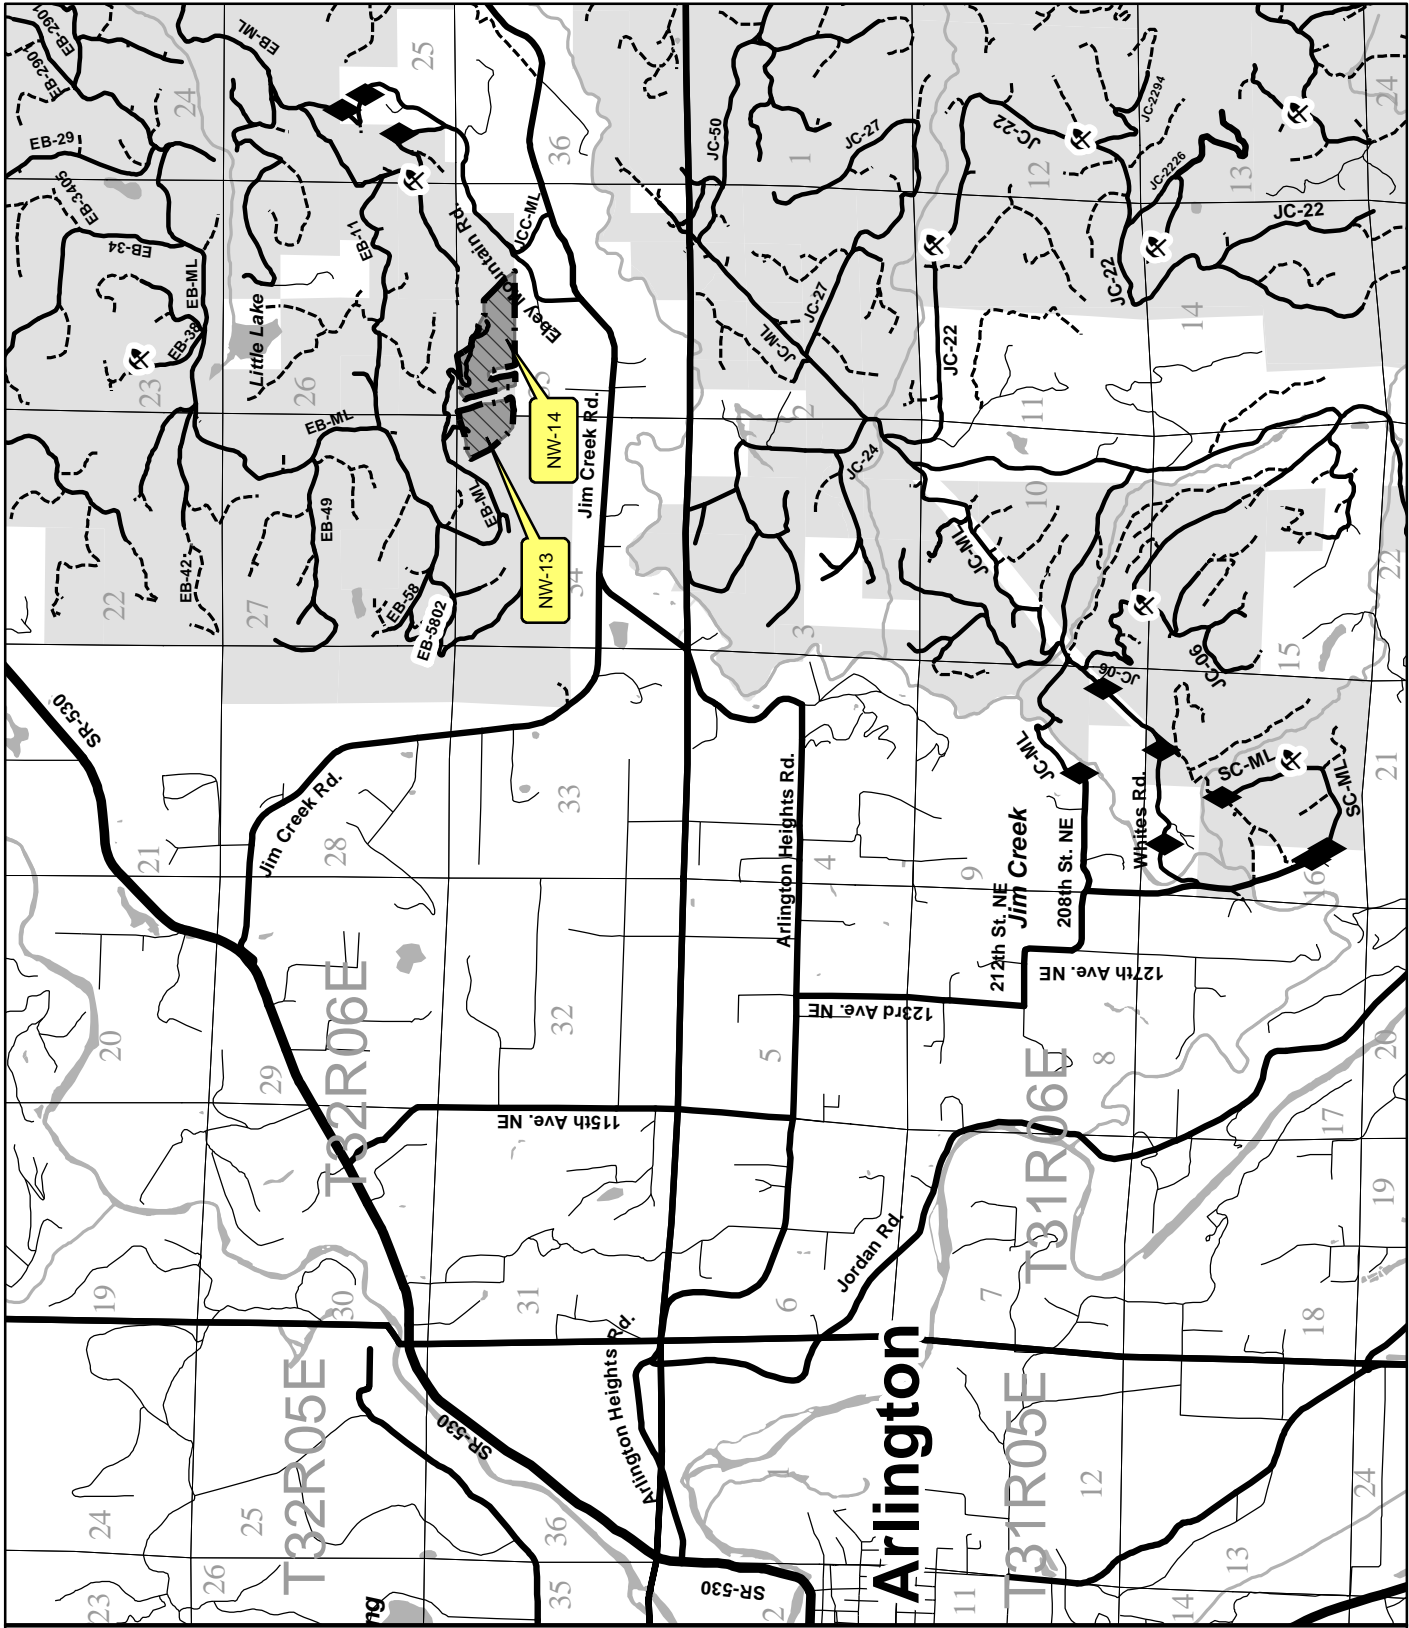 EB-2901
EB-2901
EB-ML
EB-29
24
25
EB-3405
EB-34
EB-ML
EB-11
Ebey Mountain Rd.
JCC-ML
36
EB-38
23
Little Lake
26
EB-ML
NW-14
Jim Creek Rd.
EB-42
EB-49
EB-ML
22
27
EB-58
EB-5802
NW-13
34
JC-50
1
JC-27
JC-22
12
JC-2294
24
JC-2226
13
JC-22
JC-22
14
JC-27
JC-ML
JC-22
2
11
JC-24
10
JC-ML
3
22
JC-06
JC-06
15
SR-530
Jim Creek Rd.
21
28
33
Arlington Heights Rd.
4
9
JC-ML
Jim Creek
212th St. NE
208th St. NE
Whites Rd.
SC-ML
SC-ML
21
16
127th Ave. NE
123rd Ave. NE
20
T32R06E
32
29
5
115th Ave. NE
T31R06E
8
20
17
19
Jordan Rd.
19
30
31
6
7
18
Arlington Heights Rd.
T32R05E
SR-530
Arlington
T31R05E
12
24
25
24
36
1
13
23
26
35
2
SR-530
11
14
ng